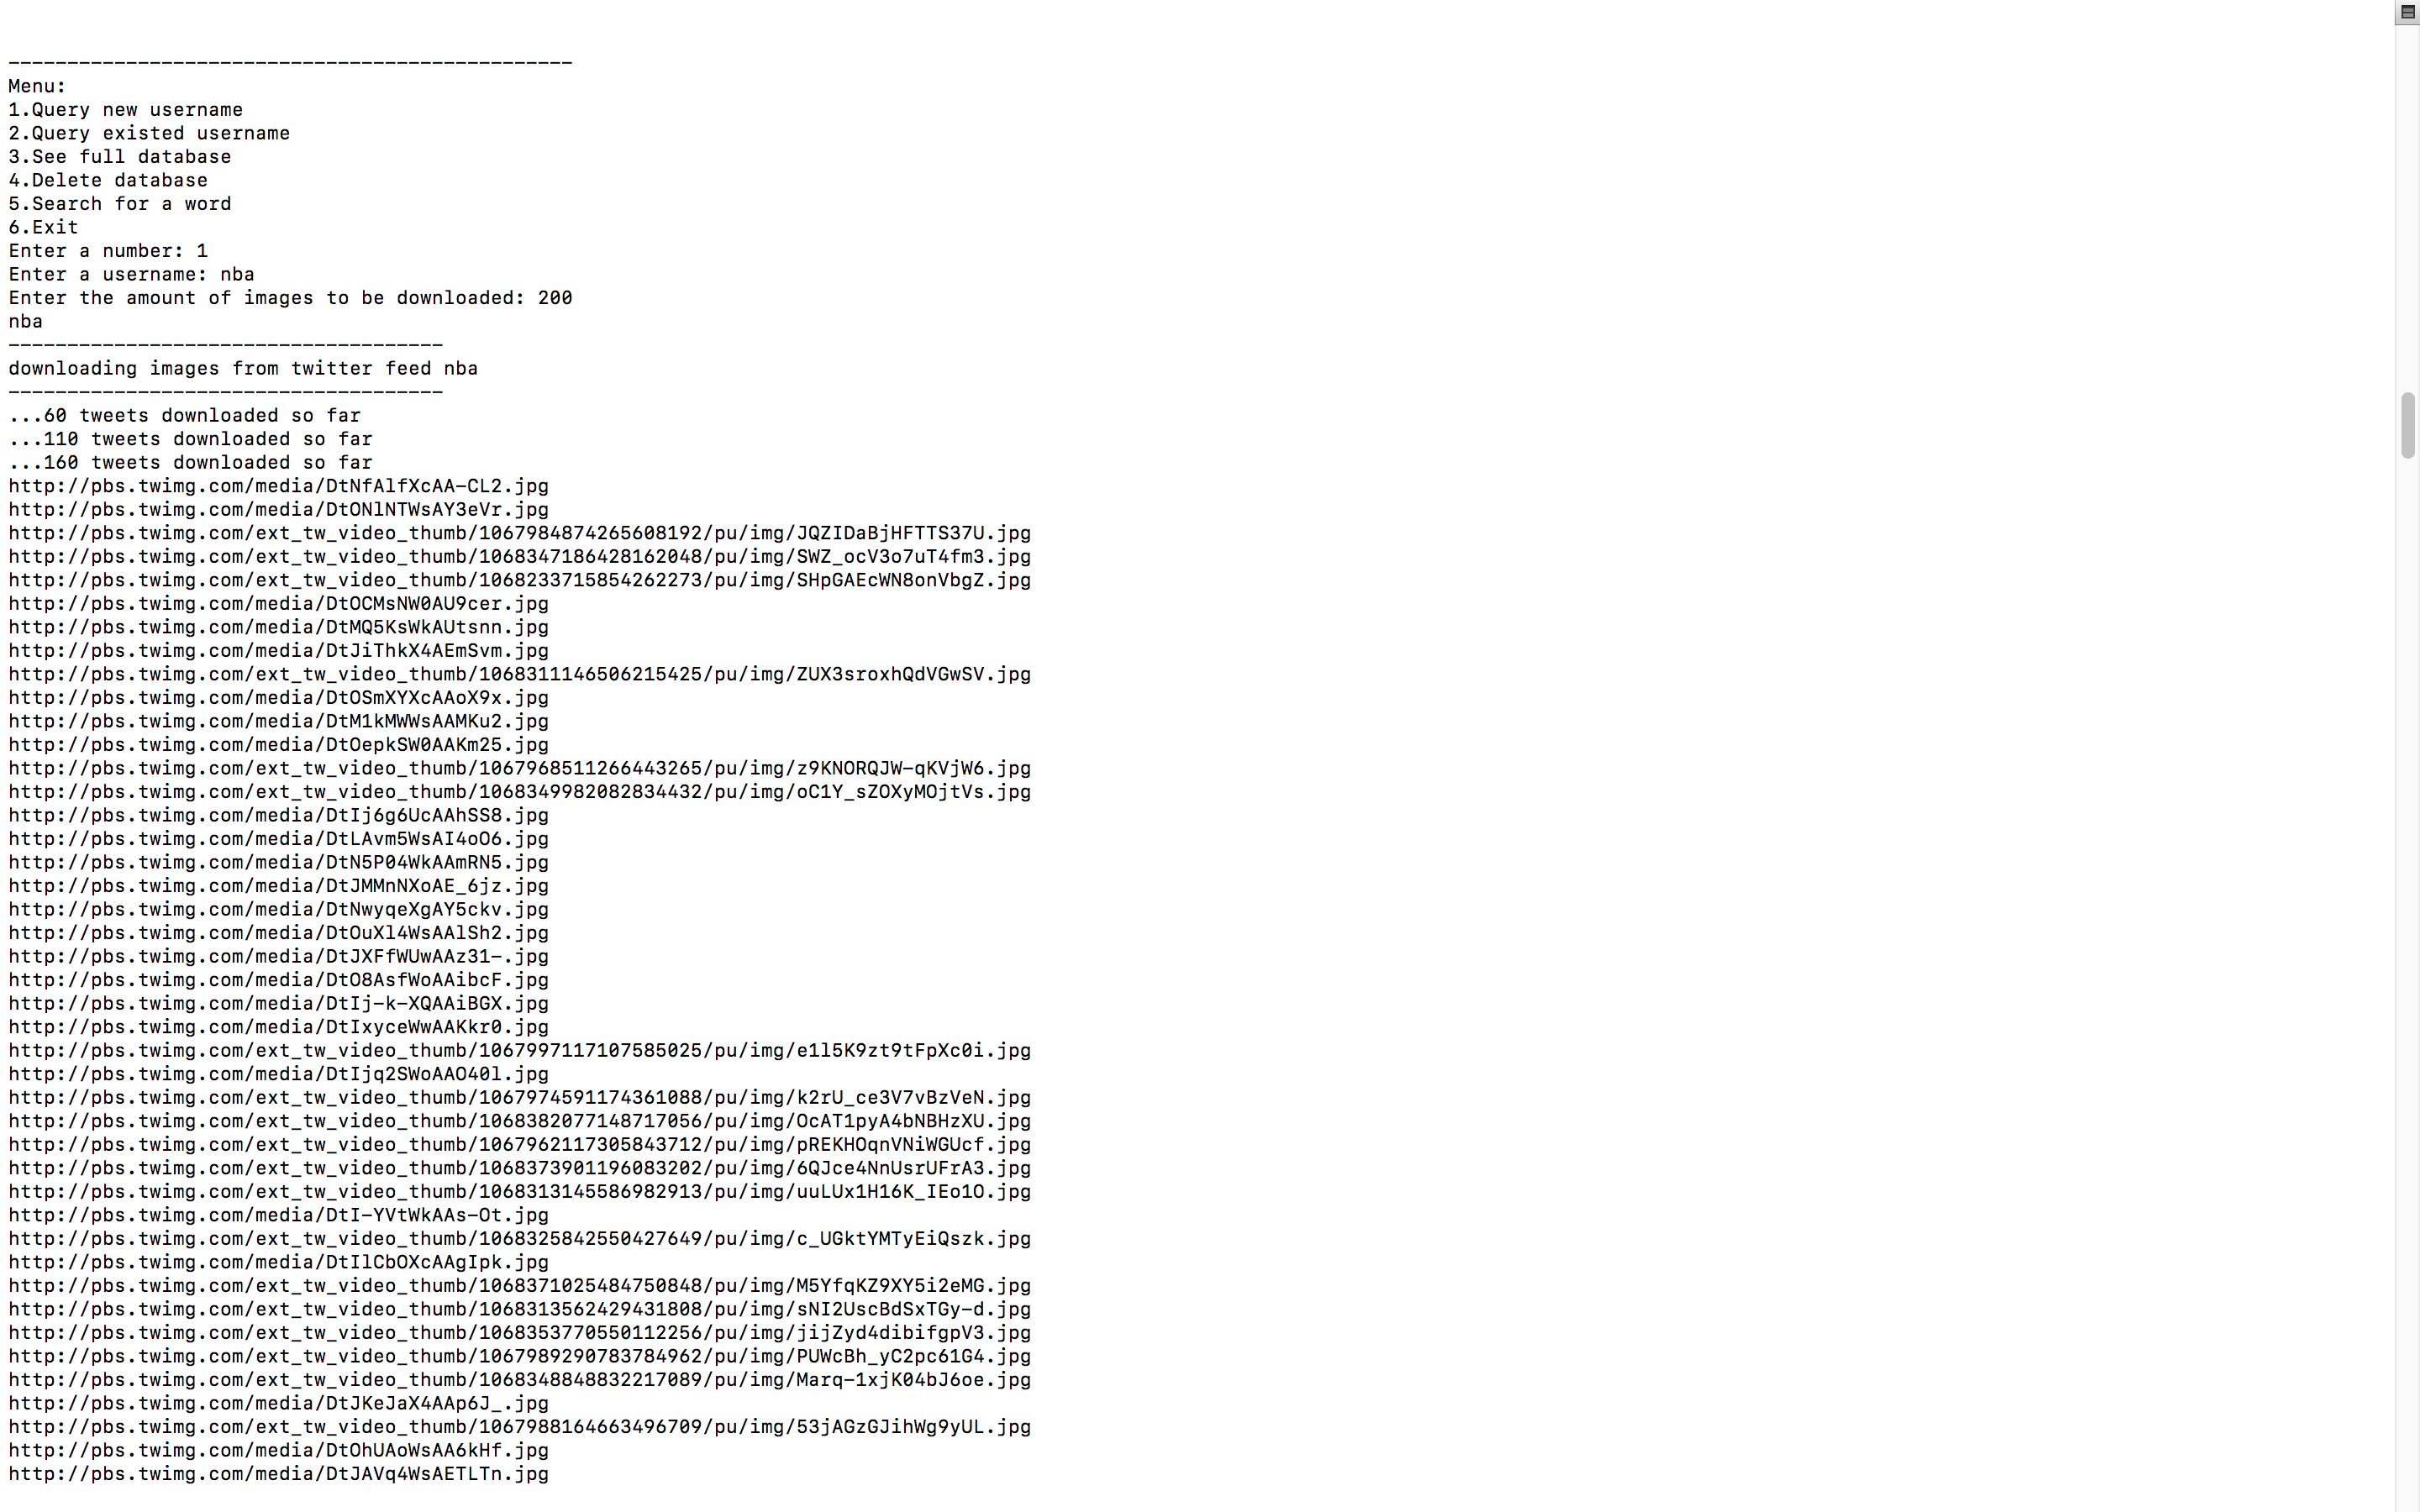 ------------------------------------------------
Menu:
1.Query new username
2.Query existed username
3.See full database
4.Delete database
5.Search for a word
6.Exit
Enter a number: 1
Enter a username: nba
Enter the amount of images to be downloaded: 200
nba
-------------------------------------
downloading images from twitter feed nba
-------------------------------------
...60 tweets downloaded so far
...110 tweets downloaded so far
...160 tweets downloaded so far
http://pbs.twimg.com/media/DtNfAlfXcAA-CL2.jpg
http://pbs.twimg.com/media/DtONlNTWsAY3eVr.jpg
http://pbs.twimg.com/ext_tw_video_thumb/1067984874265608192/pu/img/JQZIDaBjHFTTS37U.jpg
http://pbs.twimg.com/ext_tw_video_thumb/1068347186428162048/pu/img/SWZ_ocV3o7uT4fm3.jpg
http://pbs.twimg.com/ext_tw_video_thumb/1068233715854262273/pu/img/SHpGAEcWN8onVbgZ.jpg
http://pbs.twimg.com/media/DtOCMsNW0AU9cer.jpg
http://pbs.twimg.com/media/DtMQ5KsWkAUtsnn.jpg
http://pbs.twimg.com/media/DtJiThkX4AEmSvm.jpg
http://pbs.twimg.com/ext_tw_video_thumb/1068311146506215425/pu/img/ZUX3sroxhQdVGwSV.jpg
http://pbs.twimg.com/media/DtOSmXYXcAAoX9x.jpg
http://pbs.twimg.com/media/DtM1kMWWsAAMKu2.jpg
http://pbs.twimg.com/media/DtOepkSW0AAKm25.jpg
http://pbs.twimg.com/ext_tw_video_thumb/1067968511266443265/pu/img/z9KNORQJW-qKVjW6.jpg
http://pbs.twimg.com/ext_tw_video_thumb/1068349982082834432/pu/img/oC1Y_sZOXyMOjtVs.jpg
http://pbs.twimg.com/media/DtIj6g6UcAAhSS8.jpg
http://pbs.twimg.com/media/DtLAvm5WsAI4oO6.jpg
http://pbs.twimg.com/media/DtN5P04WkAAmRN5.jpg
http://pbs.twimg.com/media/DtJMMnNXoAE_6jz.jpg
http://pbs.twimg.com/media/DtNwyqeXgAY5ckv.jpg
http://pbs.twimg.com/media/DtOuXl4WsAAlSh2.jpg
http://pbs.twimg.com/media/DtJXFfWUwAAz31-.jpg
http://pbs.twimg.com/media/DtO8AsfWoAAibcF.jpg
http://pbs.twimg.com/media/DtIj-k-XQAAiBGX.jpg
http://pbs.twimg.com/media/DtIxyceWwAAKkr0.jpg
http://pbs.twimg.com/ext_tw_video_thumb/1067997117107585025/pu/img/e1l5K9zt9tFpXc0i.jpg
http://pbs.twimg.com/media/DtIjq2SWoAAO40l.jpg
http://pbs.twimg.com/ext_tw_video_thumb/1067974591174361088/pu/img/k2rU_ce3V7vBzVeN.jpg
http://pbs.twimg.com/ext_tw_video_thumb/1068382077148717056/pu/img/OcAT1pyA4bNBHzXU.jpg
http://pbs.twimg.com/ext_tw_video_thumb/1067962117305843712/pu/img/pREKHOqnVNiWGUcf.jpg
http://pbs.twimg.com/ext_tw_video_thumb/1068373901196083202/pu/img/6QJce4NnUsrUFrA3.jpg
http://pbs.twimg.com/ext_tw_video_thumb/1068313145586982913/pu/img/uuLUx1H16K_IEo1O.jpg
http://pbs.twimg.com/media/DtI-YVtWkAAs-Ot.jpg
http://pbs.twimg.com/ext_tw_video_thumb/1068325842550427649/pu/img/c_UGktYMTyEiQszk.jpg
http://pbs.twimg.com/media/DtIlCbOXcAAgIpk.jpg
http://pbs.twimg.com/ext_tw_video_thumb/1068371025484750848/pu/img/M5YfqKZ9XY5i2eMG.jpg
http://pbs.twimg.com/ext_tw_video_thumb/1068313562429431808/pu/img/sNI2UscBdSxTGy-d.jpg
http://pbs.twimg.com/ext_tw_video_thumb/1068353770550112256/pu/img/jijZyd4dibifgpV3.jpg
http://pbs.twimg.com/ext_tw_video_thumb/1067989290783784962/pu/img/PUWcBh_yC2pc61G4.jpg
http://pbs.twimg.com/ext_tw_video_thumb/1068348848832217089/pu/img/Marq-1xjK04bJ6oe.jpg
http://pbs.twimg.com/media/DtJKeJaX4AAp6J_.jpg
http://pbs.twimg.com/ext_tw_video_thumb/1067988164663496709/pu/img/53jAGzGJihWg9yUL.jpg
http://pbs.twimg.com/media/DtOhUAoWsAA6kHf.jpg
http://pbs.twimg.com/media/DtJAVq4WsAETLTn.jpg